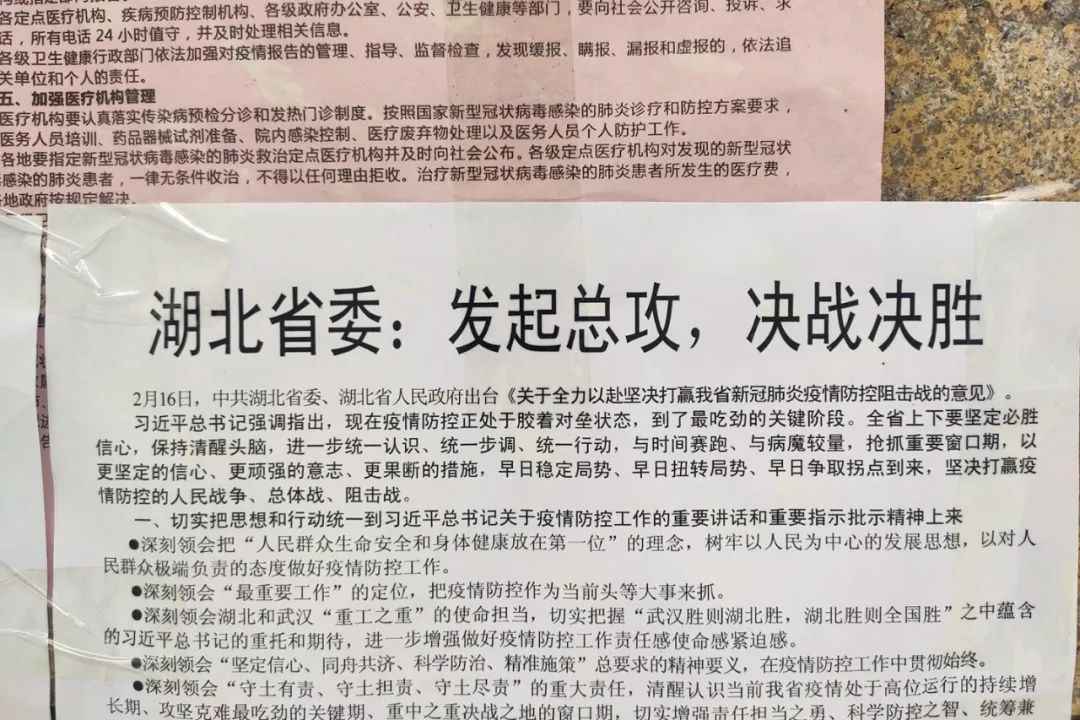 各定点医疗机构、疾病预防控制机构、各级政府办公室、公安、卫生健康等部门，要向社会公开咨询、投诉、求
话，所有电话24小时值守，并及时处理相关信息。
各级卫生健康行政部门依法加强对疫情报告的管理、指导、监督检查，发现缓报、瞒报、漏报和虚报的，依法追
关单位和个人的责任。
五、加强医疗机构管理
医疗机构要认真落实传染病预检分诊和发热门诊制度。按照国家新型冠状病毒感染的肺炎诊疗和防控方案要求，
医务人员培训、药品器械试剂准备、院内感染控制、医疗废弃物处理以及医务人员个人防护工作。
各地要指定新型冠状病毒感染的肺炎救治定点医疗机构并及时向社会公布。各级定点医疗机构对发现的新型冠状
感染的肺炎患者，一律无条件收治，不得以任何理由拒收。治疗新型冠状病毒感染的肺炎患者所发生的医疗费，
地政府按规定解决。
湖北省委：发起总攻，决战决胜
2月16日，中共湖北省委、湖北省人民政府出台《关于全力以赴坚决打赢我省新冠肺炎疫情防控阻击战的意见》。
习近平总书记强调指出，现在疫情防控正处于胶着对垒状态，到了最吃劲的关键阶段。全省上下要坚定必胜
信心，保持清醒头脑，进一步统一认识、统一步调、统一行动，与时间赛跑、与病魔较量，抢抓重要窗口期，以
更坚定的信心、更顽强的意志、更果断的措施，早日稳定局势、早日扭转局势、早日争取拐点到来，坚决打赢疫
情防控的人民战争、总体战、阻击战。
一、切实把思想和行动统一到习近平总书记关于疫情防控工作的重要讲话和重要指示批示精神上来
●深刻领会把“人民群众生命安全和身体健康放在第一位”的理念，树牢以人民为中心的发展思想，以对人
民群众极端负责的态度做好疫情防控工作。
●深刻领会“最重要工作”的定位，把疫情防控作为当前头等大事来抓。
●深刻领会湖北和武汉“重工之重”的使命担当，切实把握“武汉胜则湖北胜，湖北胜则全国胜”之中蕴含
的习近平总书记的重托和期待，进一步增强做好疫情防控工作责任感使命感紧迫感。
●深刻领会“坚定信心、同舟共济、科学防治、精准施策”总要求的精神要义，在疫情防控工作中贯彻始终。
●深刻领会“守土有责、守土担责、守土尽责”的重大责任，清醒认识当前我省疫情处于高位运行的持续增
长期、攻坚克难最吃劲的关键期、重中之重决战之地的窗口期，切实增强责任担当之勇、科学防控之智、统筹兼